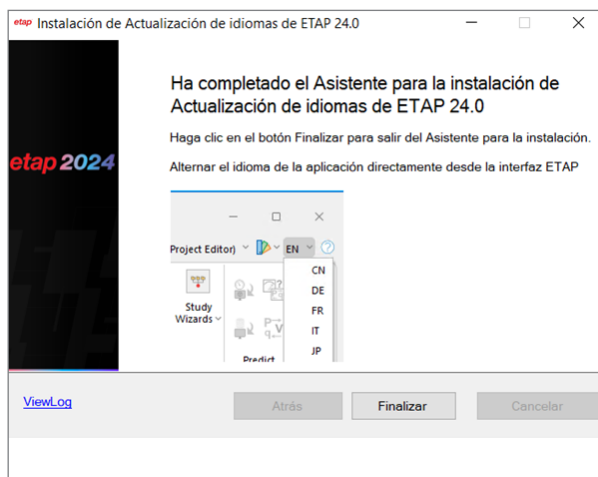 etap Instalación de Actualización de idiomas de ETAP 24.0
Ha completado el Asistente para la instalación de
Actualización de idiomas de ETAP 24.0
Haga clic en el botón Finalizar para salir del Asistente para la instalación.
etap 2024
Alternar el idioma de la aplicación directamente desde la interfaz ETAP
Project Editor)
EN
?
CN
DE
FR
IT
JP
Study
Wizards
Predict
ViewLog
Atrás
Finalizar
Cancelar